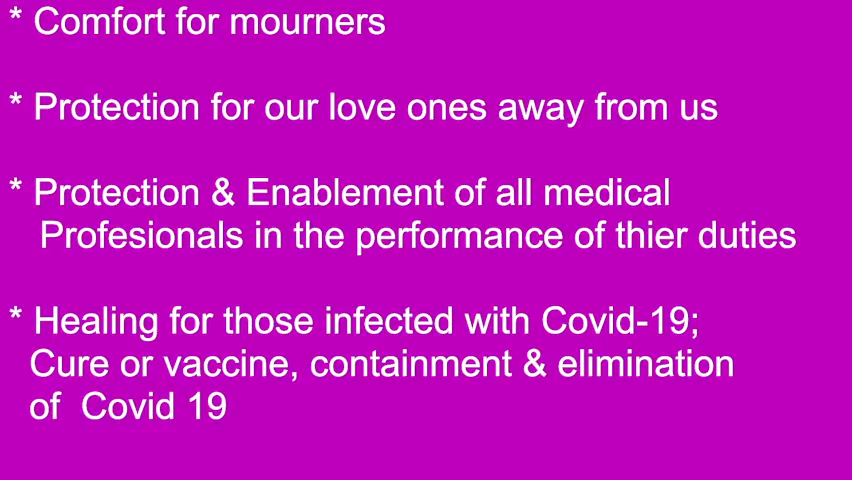 * Comfort for mourners
* Protection for our love ones away from us
* Protection & Enablement of all medical
Profesionals in the performance of thier duties
* Healing for those infected with Covid-19;
Cure or vaccine, containment & elimination
of  Covid 19